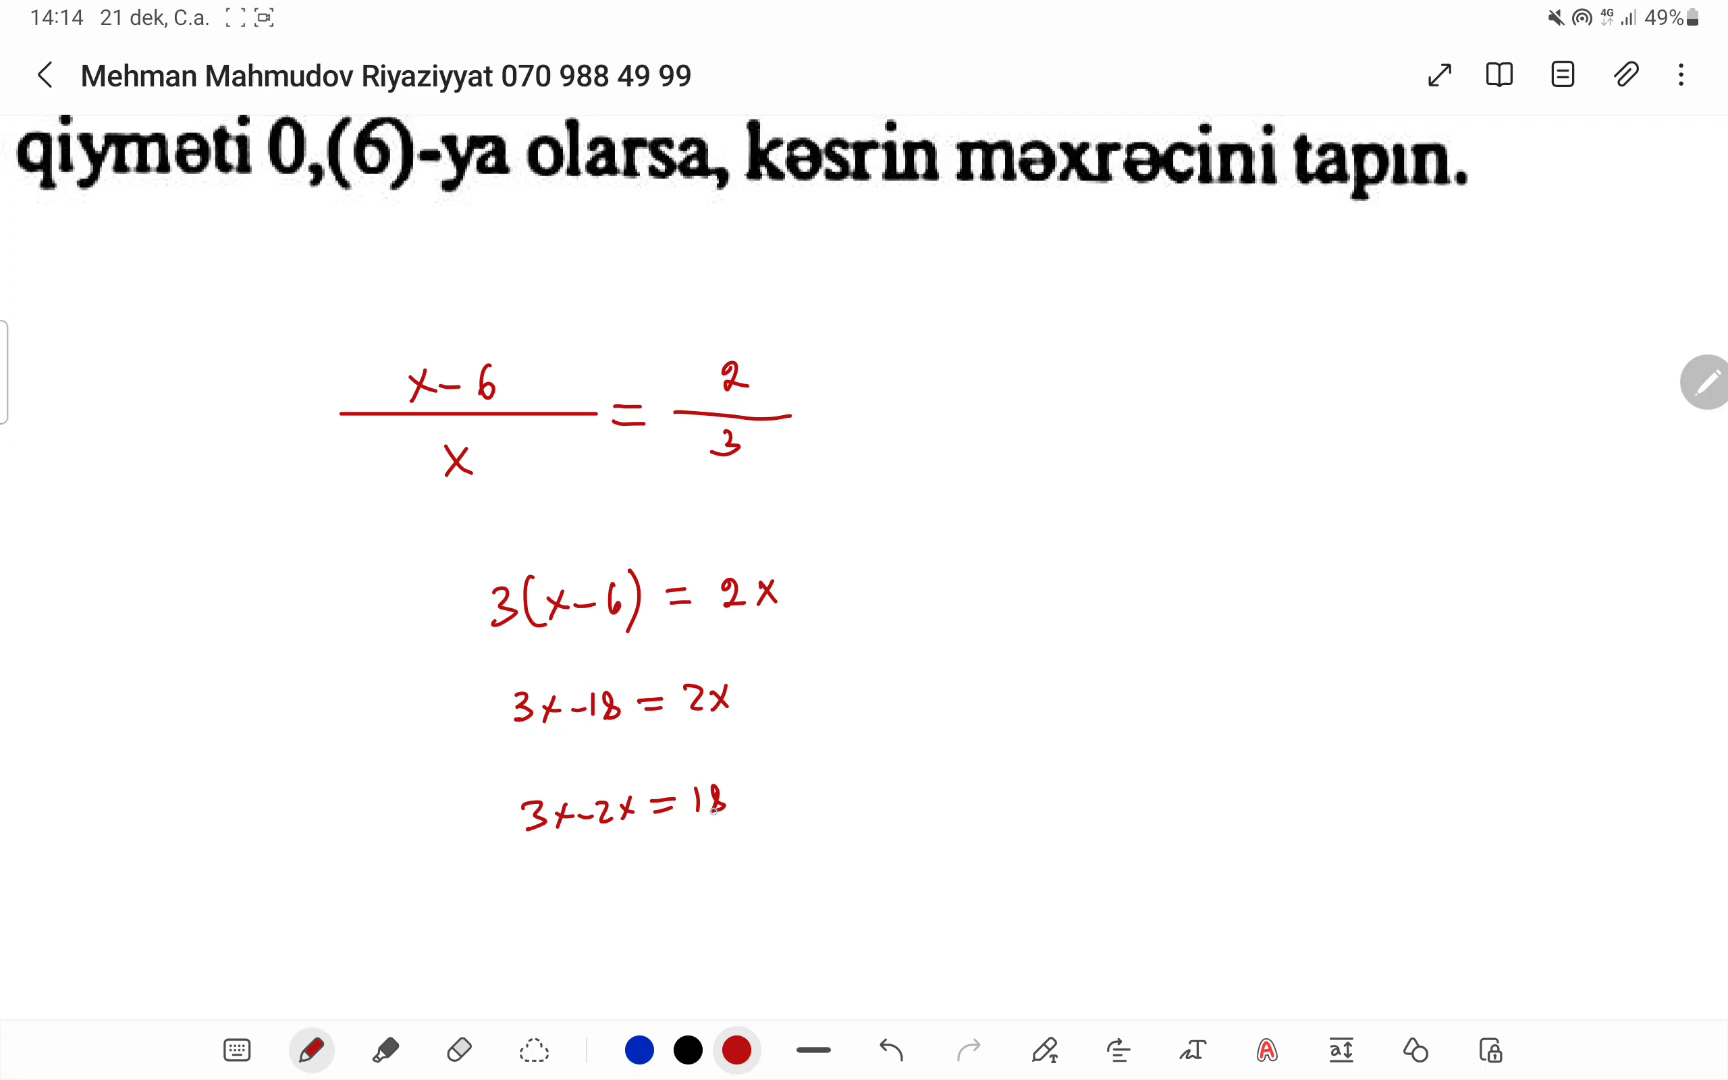 14:14 21 dek, C.a. 4G 49%
Mehman Mahmudov Riyaziyyat 070 988 49 99
qiyməti 0,(6)-ya olarsa, kəsrin məxrəcini tapın.
x-6 2
=
x 3
3(x-6) = 2x
3x-18 = 2x
3x-2x = 18